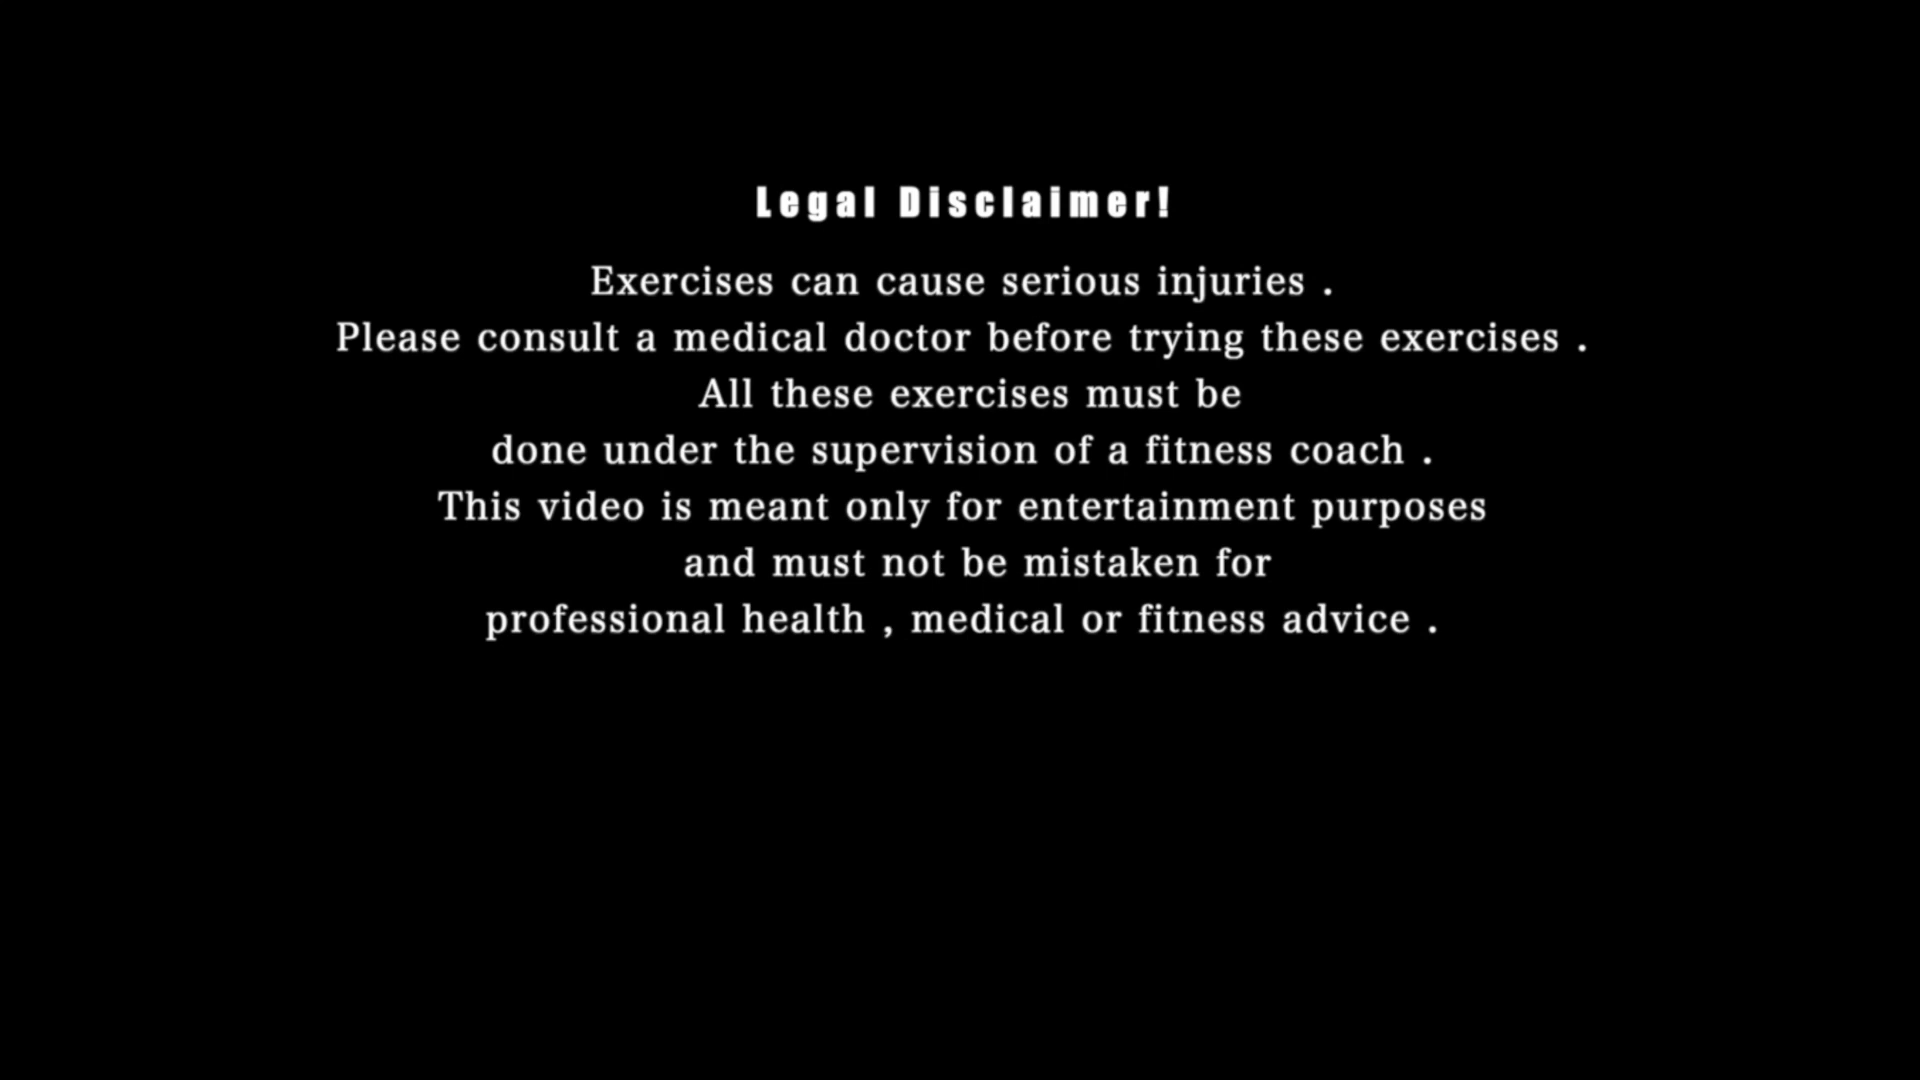 Legal Disclaimer!
Exercises can cause serious injuries .
Please consult a medical doctor before trying these exercises .
All these exercises must be
done under the supervision of a fitness coach .
This video is meant only for entertainment purposes
and must not be mistaken for
professional health , medical or fitness advice .